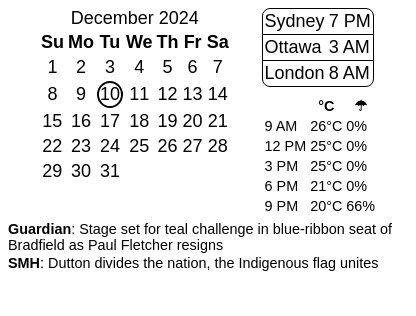 December 2024
Su Mo Tu We Th Fr Sa
1 2 3 4 5 6 7
8 9 10 11 12 13 14
15 16 17 18 19 20 21
22 23 24 25 26 27 28
29 30 31
Sydney 7 PM
Ottawa 3 AM
London 8 AM
°C ☂
9 AM 26°C 0%
12 PM 25°C 0%
3 PM 25°C 0%
6 PM 21°C 0%
9 PM 20°C 66%
Guardian: Stage set for teal challenge in blue-ribbon seat of
Bradfield as Paul Fletcher resigns
SMH: Dutton divides the nation, the Indigenous flag unites